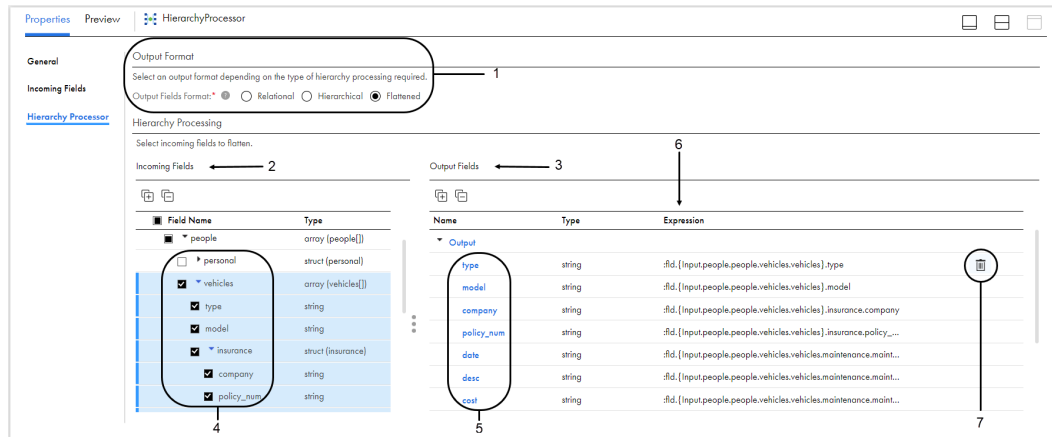 Properties Preview HierarchyProcessor
General
Incoming Fields
Hierarchy Processor
Output Format
Select an output format depending on the type of hierarchy processing required.
1
Output Fields Format:* ? Relational Hierarchical Flattened
Hierarchy Processing
Select incoming fields to flatten.
6
Incoming Fields 2 Output Fields 3
Field Name Type Name Type Expression
people array (people[]) Output
personal struct (personal) type string :fld.{Input.people.people.vehicles.vehicles}.type
vehicles array (vehicles[]) model string :fld.{Input.people.people.vehicles.vehicles}.model
type string company string :fld.{Input.people.people.vehicles.vehicles}.insurance.company
model string policy_num string :fld.{Input.people.people.vehicles.vehicles}.insurance.policy_...
insurance struct (insurance) date string :fld.{Input.people.people.vehicles.vehicles.maintenance.maint...
company string desc string :fld.{Input.people.people.vehicles.vehicles.maintenance.maint...
policy_num string cost string :fld.{Input.people.people.vehicles.vehicles.maintenance.maint...
4 5 7